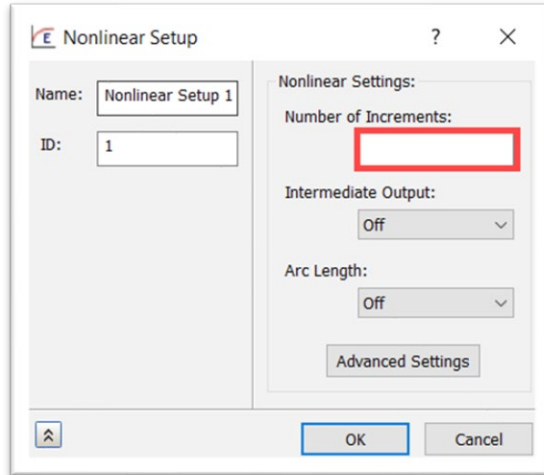 E Nonlinear Setup ?
Name: Nonlinear Setup 1
ID: 1
Nonlinear Settings:
Number of Increments:
Intermediate Output:
Off
Arc Length:
Off
Advanced Settings
OK Cancel